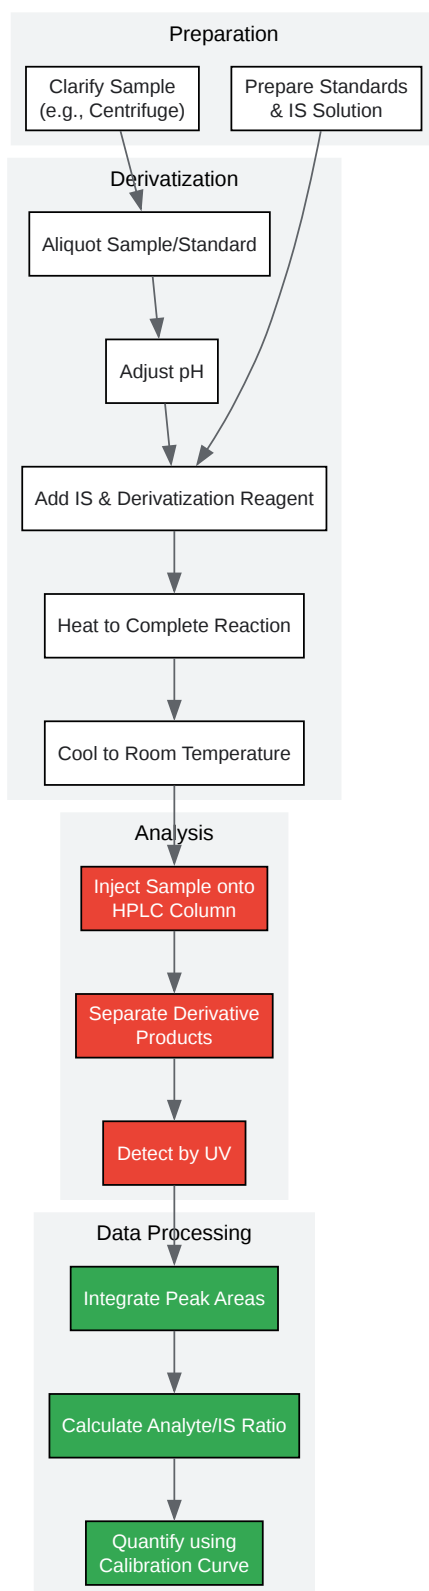 Preparation
Clarify Sample
(e.g., Centrifuge)
Prepare Standards
& IS Solution
Derivatization
Aliquot Sample/Standard
Adjust pH
Add IS & Derivatization Reagent
Heat to Complete Reaction
Cool to Room Temperature
Analysis
Inject Sample onto
HPLC Column
Separate Derivative
Products
Detect by UV
Data Processing
Integrate Peak Areas
Calculate Analyte/IS Ratio
Quantify using
Calibration Curve